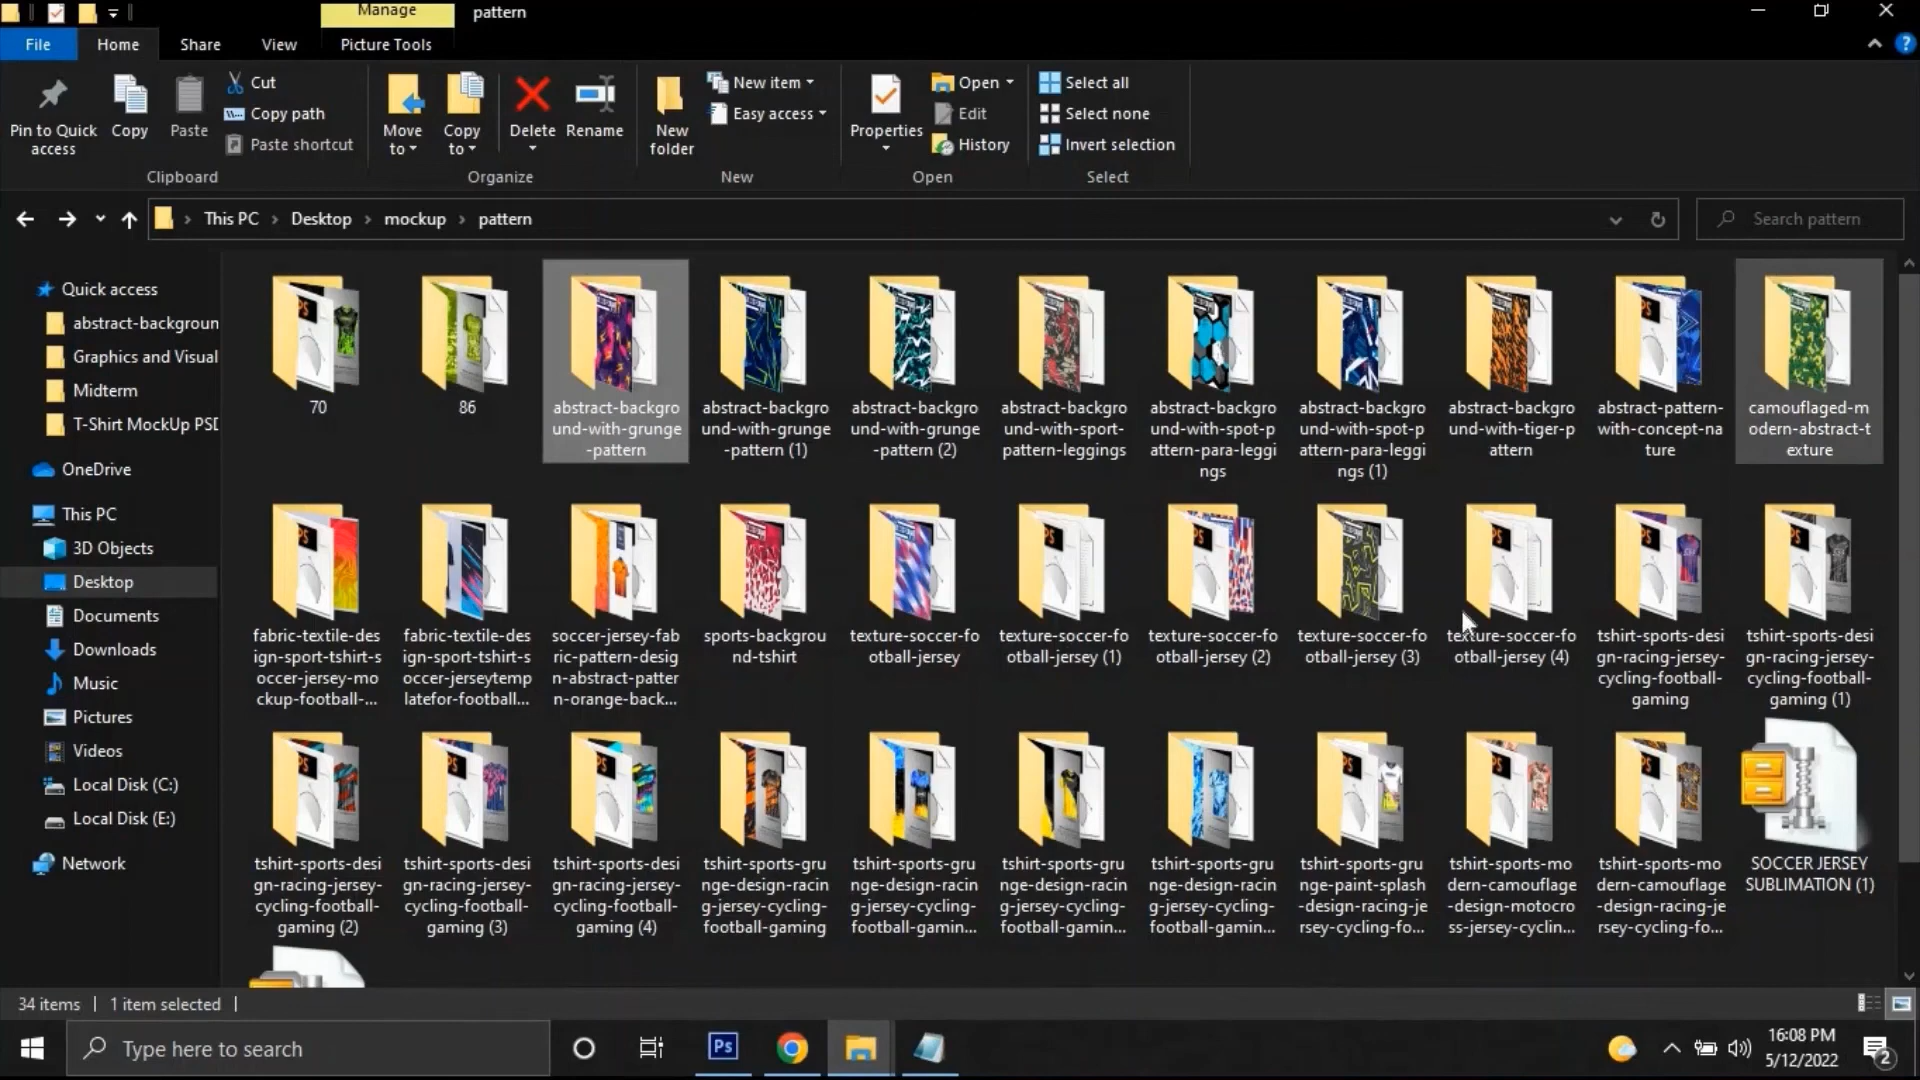 Manage
pattern
File
Home
Share
View
Picture Tools
Pin to Quick
access
Copy
Paste
Cut
Copy path
Paste shortcut
Clipboard
Move
to
Copy
to
Delete
Rename
Organize
New
folder
New item
Easy access
New
Properties
Open
Edit
History
Open
Select all
Select none
Invert selection
Select
This PC
Desktop
mockup
pattern
Search pattern
Quick access
abstract-backgroun
Graphics and Visual
Midterm
T-Shirt MockUp PSD
OneDrive
This PC
3D Objects
Desktop
Documents
Downloads
Music
Pictures
Videos
Local Disk (C:)
Local Disk (E:)
Network
70
86
abstract-backgro
und-with-grunge
-pattern
abstract-backgro
und-with-grunge
-pattern (1)
abstract-backgro
und-with-grunge
-pattern (2)
abstract-backgro
und-with-sport-
pattern-leggings
abstract-backgro
und-with-spot-p
attern-para-leggi
ngs
abstract-backgro
und-with-spot-p
attern-para-leggi
ngs (1)
abstract-backgro
und-with-tiger-p
attern
abstract-pattern-
with-concept-na
ture
camouflaged-m
odern-abstract-t
exture
fabric-textile-des
ign-sport-tshirt-s
occer-jersey-mo
ckup-football-...
fabric-textile-des
ign-sport-tshirt-s
occer-jerseytemp
latefor-football...
soccer-jersey-fab
ric-pattern-desig
n-abstract-patter
n-orange-back...
sports-backgrou
nd-tshirt
texture-soccer-fo
otball-jersey
texture-soccer-fo
otball-jersey (1)
texture-soccer-fo
otball-jersey (2)
texture-soccer-fo
otball-jersey (3)
texture-soccer-fo
otball-jersey (4)
tshirt-sports-desi
gn-racing-jersey-
cycling-football-
gaming
tshirt-sports-desi
gn-racing-jersey-
cycling-football-
gaming (1)
tshirt-sports-desi
gn-racing-jersey-
cycling-football-
gaming (2)
tshirt-sports-desi
gn-racing-jersey-
cycling-football-
gaming (3)
tshirt-sports-desi
gn-racing-jersey-
cycling-football-
gaming (4)
tshirt-sports-gru
nge-design-racin
g-jersey-cycling-
football-gaming
tshirt-sports-gru
nge-design-racin
g-jersey-cycling-
football-gamin...
tshirt-sports-gru
nge-design-racin
g-jersey-cycling-
football-gamin...
tshirt-sports-gru
nge-design-racin
g-jersey-cycling-
football-gamin...
tshirt-sports-gru
nge-paint-splash
-design-racing-je
rsey-cycling-fo...
tshirt-sports-mo
dern-camouflage
-design-motocro
ss-jersey-cyclin...
tshirt-sports-mo
dern-camouflage
-design-racing-je
rsey-cycling-fo...
SOCCER JERSEY
SUBLIMATION (1)
34 items
1 item selected
Type here to search
Ps
16:08 PM
5/12/2022
2